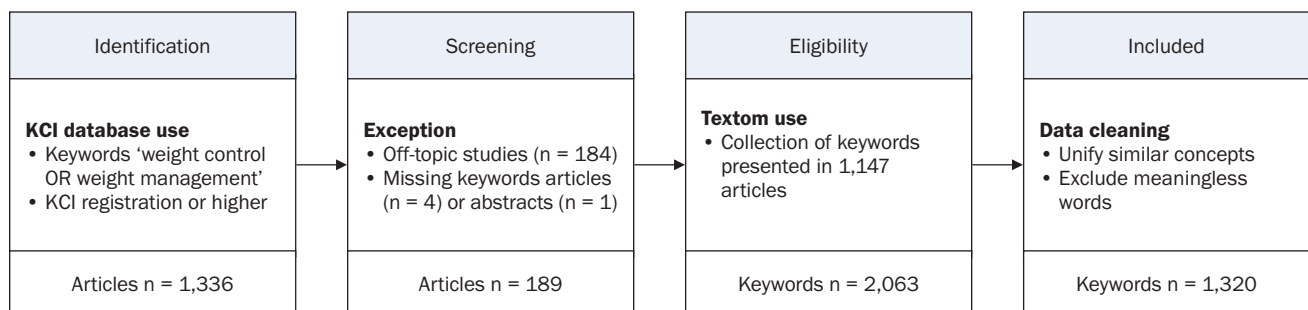 Identification
KCI database use
• Keywords ‘weight control
OR weight management’
• KCI registration or higher
Articles n = 1,336
Screening
Exception
• Off-topic studies (n = 184)
• Missing keywords articles
(n = 4) or abstracts (n = 1)
Articles n = 189
Eligibility
Textom use
• Collection of keywords
presented in 1,147
articles
Keywords n = 2,063
Included
Data cleaning
• Unify similar concepts
• Exclude meaningless
words
Keywords n = 1,320